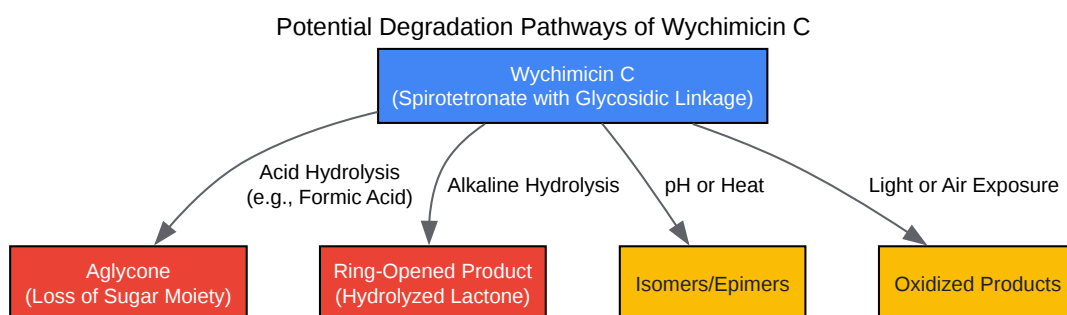 Potential Degradation Pathways of Wychimicin C
Wychimicin C
(Spirotetronate with Glycosidic Linkage)
Acid Hydrolysis
(e.g., Formic Acid)
Alkaline Hydrolysis
pH or Heat
Light or Air Exposure
Aglycone
(Loss of Sugar Moiety)
Ring-Opened Product
(Hydrolyzed Lactone)
Isomers/Epimers
Oxidized Products